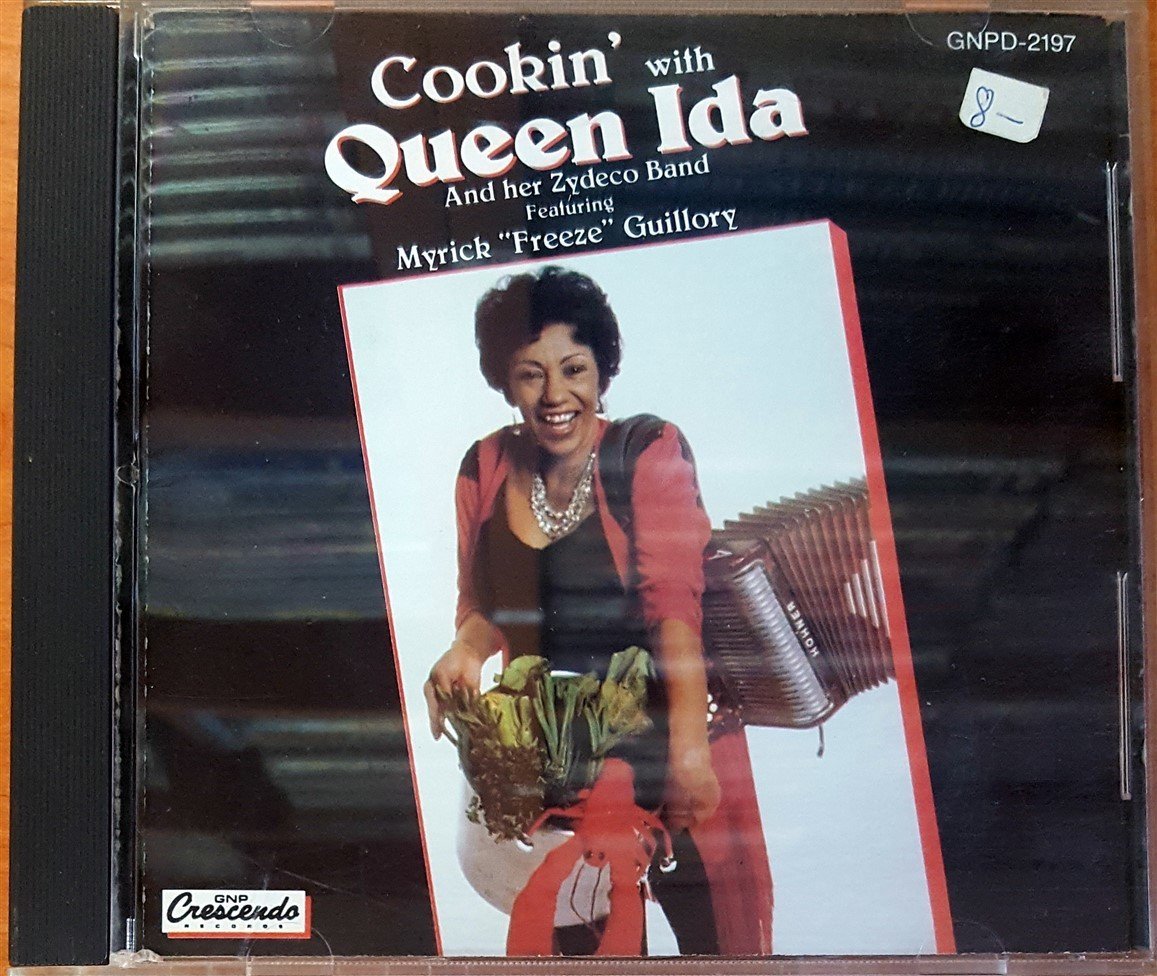 GNPD-2197
8-
Cookin' with
Queen Ida
And her Zydeco Band
Featuring
Myrick "Freeze" Guillory
HOHNER
GNP
Crescendo
RECORDS